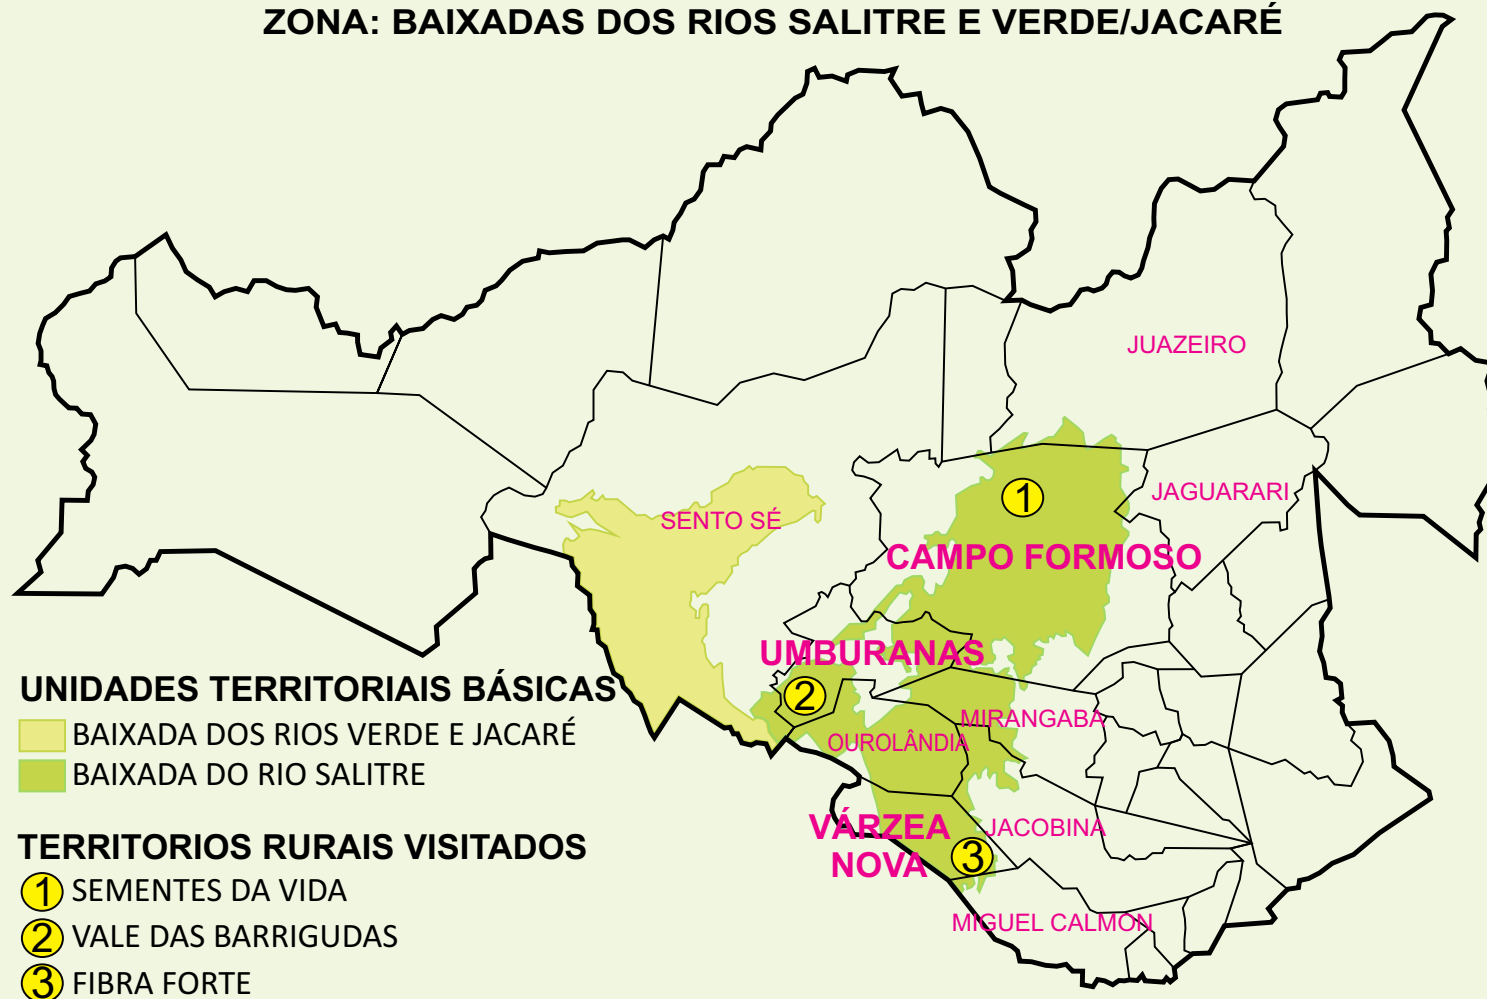 ZONA: BAIXADAS DOS RIOS SALITRE E VERDE/JACARÉ
JUAZEIRO
JAGUARARI
1
SENTO SÉ
CAMPO FORMOSO
UMBURANAS
2
MIRANGABA
OUROLÂNDIA
VÁRZEA
NOVA
JACOBINA
3
MIGUEL CALMON
UNIDADES TERRITORIAIS BÁSICAS
BAIXADA DOS RIOS VERDE E JACARÉ
BAIXADA DO RIO SALITRE
TERRITORIOS RURAIS VISITADOS
1 SEMENTES DA VIDA
2 VALE DAS BARRIGUDAS
3 FIBRA FORTE